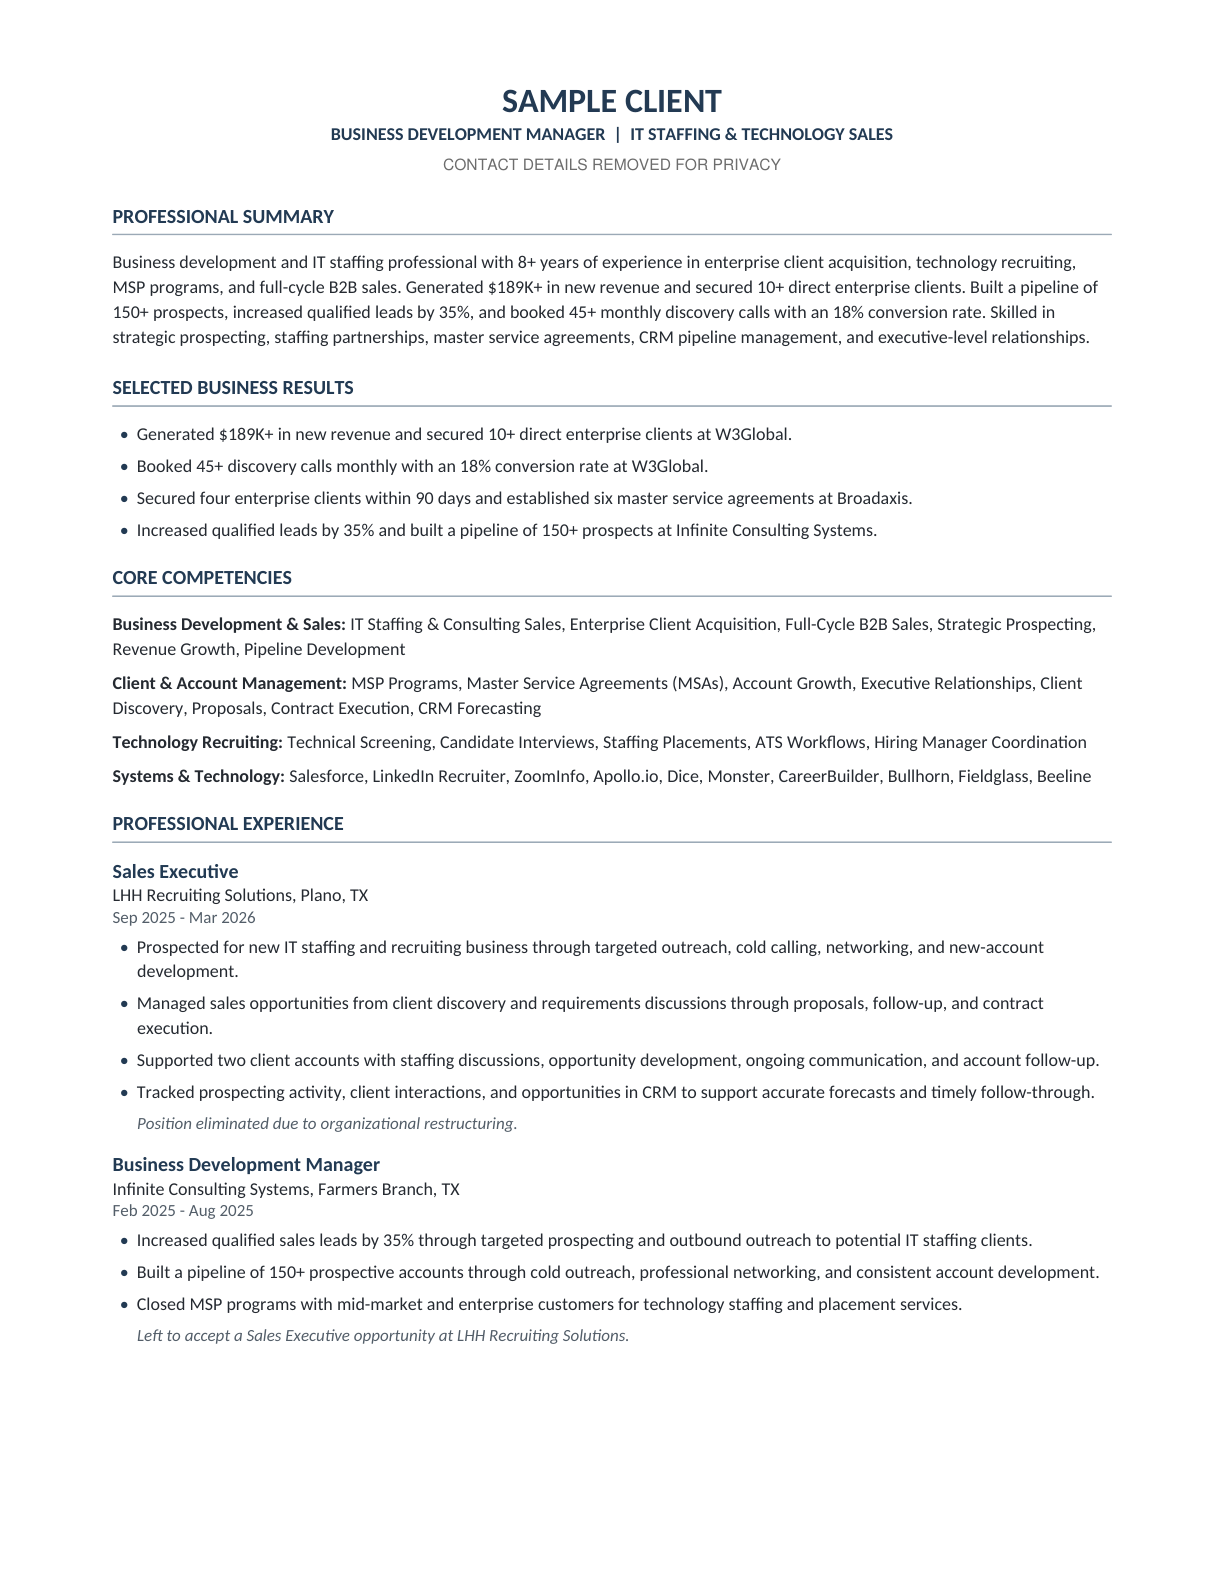 SAMPLE CLIENT
BUSINESS DEVELOPMENT MANAGER | IT STAFFING & TECHNOLOGY SALES
CONTACT DETAILS REMOVED FOR PRIVACY
PROFESSIONAL SUMMARY
Business development and IT staffing professional with 8+ years of experience in enterprise client acquisition, technology recruiting,
MSP programs, and full-cycle B2B sales. Generated $189K+ in new revenue and secured 10+ direct enterprise clients. Built a pipeline of
150+ prospects, increased qualified leads by 35%, and booked 45+ monthly discovery calls with an 18% conversion rate. Skilled in
strategic prospecting, staffing partnerships, master service agreements, CRM pipeline management, and executive-level relationships.
SELECTED BUSINESS RESULTS
• Generated $189K+ in new revenue and secured 10+ direct enterprise clients at W3Global.
• Booked 45+ discovery calls monthly with an 18% conversion rate at W3Global.
• Secured four enterprise clients within 90 days and established six master service agreements at Broadaxis.
• Increased qualified leads by 35% and built a pipeline of 150+ prospects at Infinite Consulting Systems.
CORE COMPETENCIES
Business Development & Sales: IT Staffing & Consulting Sales, Enterprise Client Acquisition, Full-Cycle B2B Sales, Strategic Prospecting,
Revenue Growth, Pipeline Development
Client & Account Management: MSP Programs, Master Service Agreements (MSAs), Account Growth, Executive Relationships, Client
Discovery, Proposals, Contract Execution, CRM Forecasting
Technology Recruiting: Technical Screening, Candidate Interviews, Staffing Placements, ATS Workflows, Hiring Manager Coordination
Systems & Technology: Salesforce, LinkedIn Recruiter, ZoomInfo, Apollo.io, Dice, Monster, CareerBuilder, Bullhorn, Fieldglass, Beeline
PROFESSIONAL EXPERIENCE
Sales Executive
LHH Recruiting Solutions, Plano, TX
Sep 2025 - Mar 2026
• Prospected for new IT staffing and recruiting business through targeted outreach, cold calling, networking, and new-account
development.
• Managed sales opportunities from client discovery and requirements discussions through proposals, follow-up, and contract
execution.
• Supported two client accounts with staffing discussions, opportunity development, ongoing communication, and account follow-up.
• Tracked prospecting activity, client interactions, and opportunities in CRM to support accurate forecasts and timely follow-through.
Position eliminated due to organizational restructuring.
Business Development Manager
Infinite Consulting Systems, Farmers Branch, TX
Feb 2025 - Aug 2025
• Increased qualified sales leads by 35% through targeted prospecting and outbound outreach to potential IT staffing clients.
• Built a pipeline of 150+ prospective accounts through cold outreach, professional networking, and consistent account development.
• Closed MSP programs with mid-market and enterprise customers for technology staffing and placement services.
Left to accept a Sales Executive opportunity at LHH Recruiting Solutions.